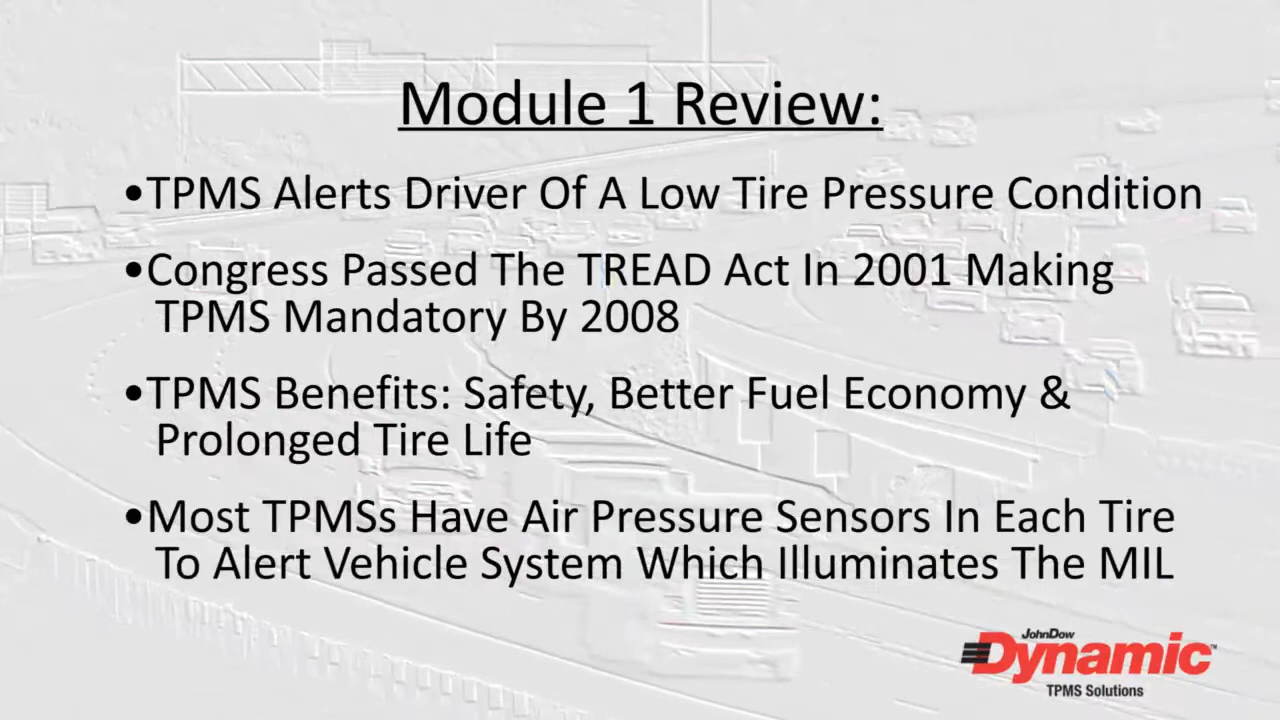 Module 1 Review:
•TPMS Alerts Driver Of A Low Tire Pressure Condition
•Congress Passed The TREAD Act In 2001 Making
TPMS Mandatory By 2008
•TPMS Benefits: Safety, Better Fuel Economy &
Prolonged Tire Life
•Most TPMSs Have Air Pressure Sensors In Each Tire
To Alert Vehicle System Which Illuminates The MIL
JohnDow
Dynamic™
TPMS Solutions